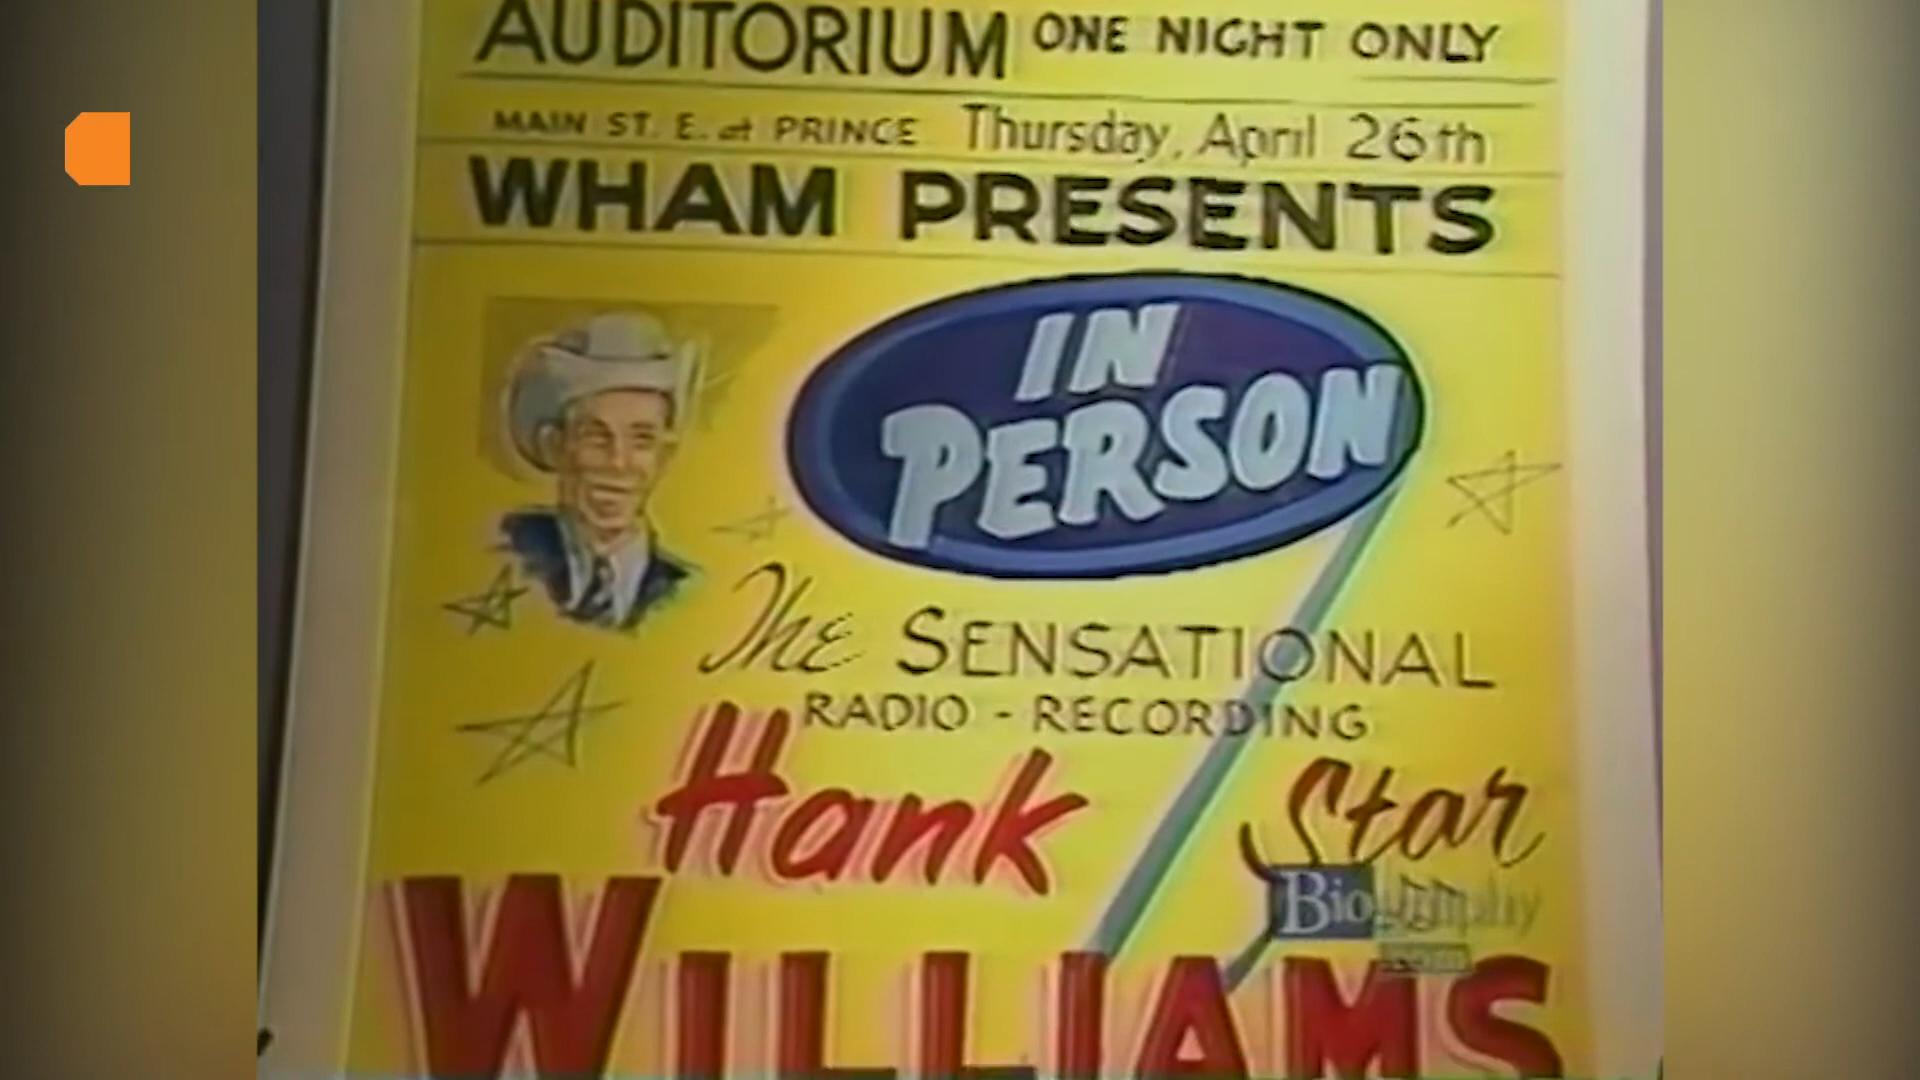 AUDITORIUM ONE NIGHT ONLY
MAIN ST. E. at PRINCE Thursday, April 26th
WHAM PRESENTS
IN
PERSON
The SENSATIONAL
RADIO - RECORDING
Hank Star
Biography
WILLIAMS